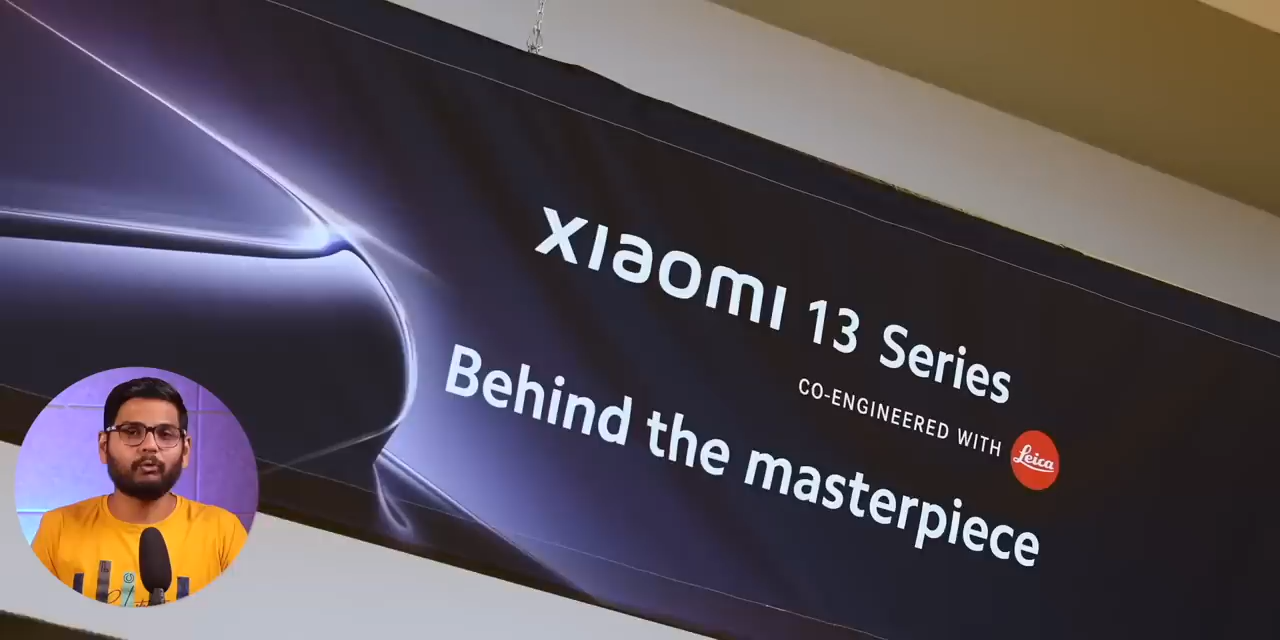 xiaomi 13 Series
CO-ENGINEERED WITH Leica
Behind the masterpiece